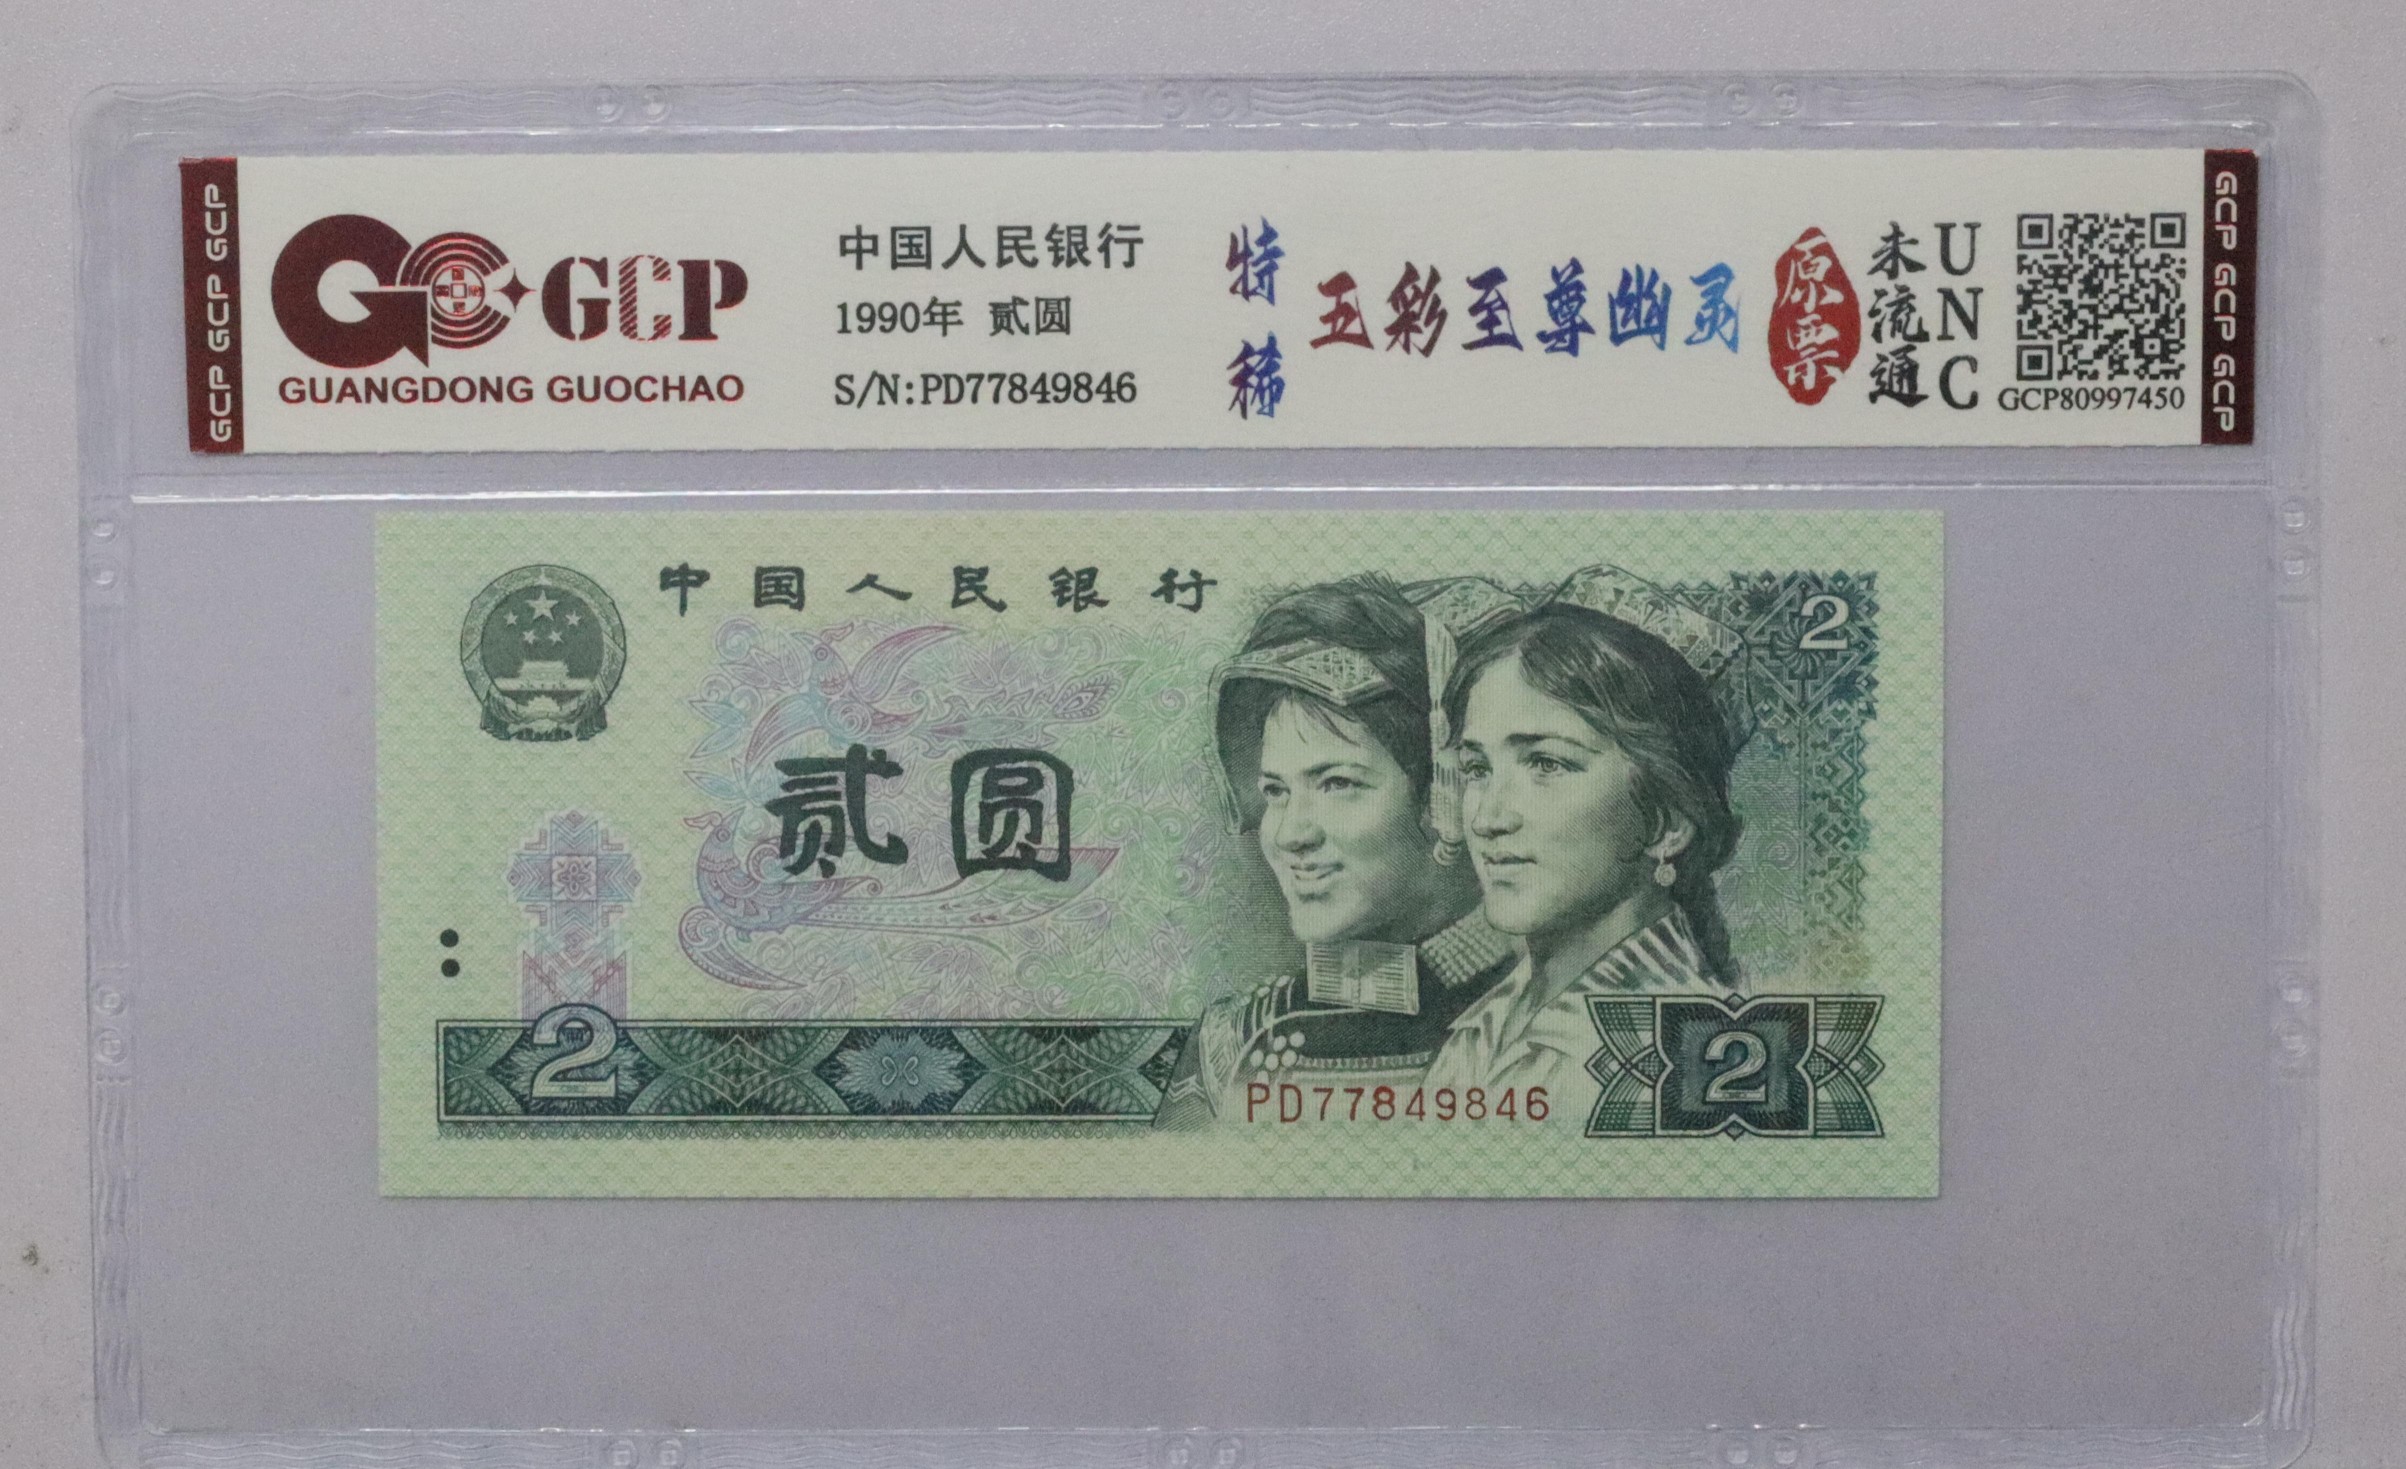 GCP GCP GCP
GCP
GUANGDONG GUOCHAO
中国人民银行
1990年 贰圆
S/N:PD77849846
特稀
五彩至尊幽灵
原票
未流通
UNC
GCP80997450
GCP GCP GCP
中国人民银行
2
贰圆
2
2
PD77849846